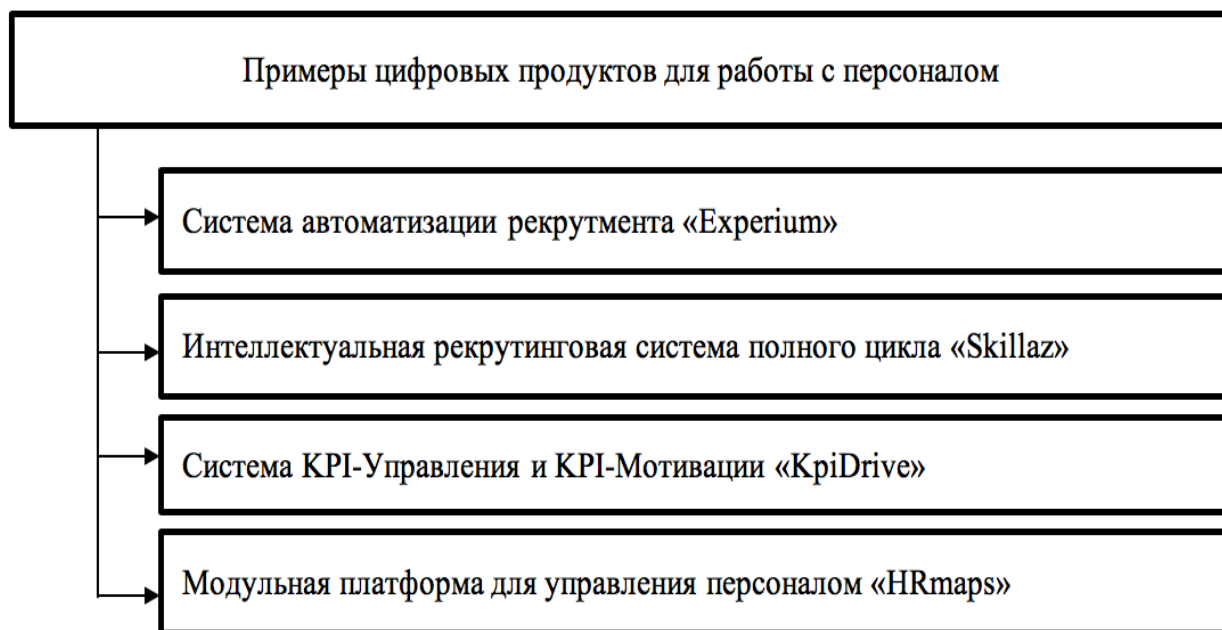 Примеры цифровых продуктов для работы с персоналом
Система автоматизации рекрутмента «Experium»
Интеллектуальная рекрутинговая система полного цикла «Skillaz»
Система KPI-Управления и KPI-Мотивации «KpiDrive»
Модульная платформа для управления персоналом «HRmaps»